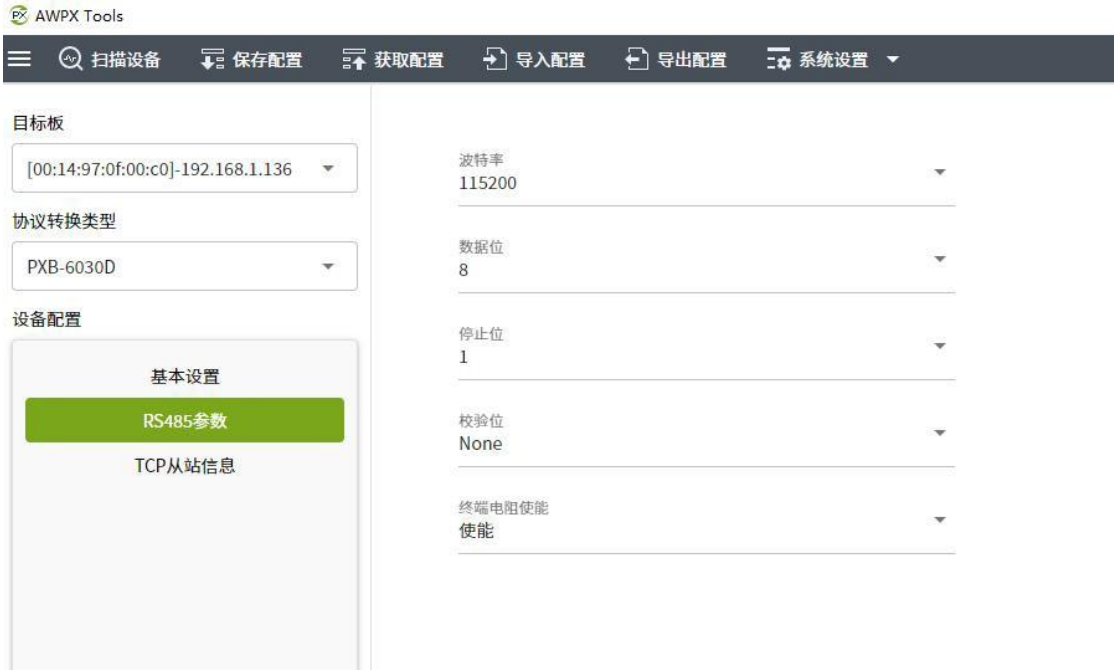 AWPX Tools
扫描设备 保存配置 获取配置 导入配置 导出配置 系统设置
目标板
[00:14:97:0f:00:c0]-192.168.1.136
协议转换类型
PXB-6030D
设备配置
基本设置
RS485参数
TCP从站信息
波特率
115200
数据位
8
停止位
1
校验位
None
终端电阻使能
使能